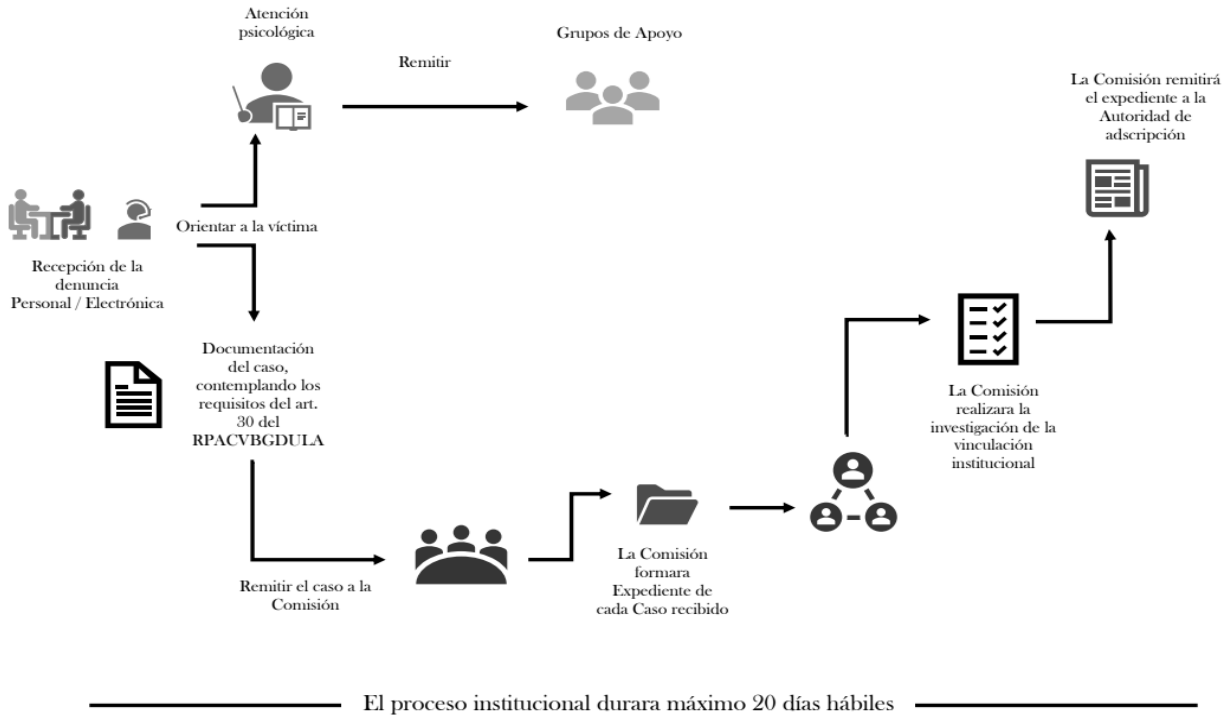 Atención
psicológica
Remitir
Grupos de Apoyo
La Comisión remitirá
el expediente a la
Autoridad de
adscripción
Orientar a la víctima
Recepción de la
denuncia
Personal / Electrónica
Documentación
del caso,
contemplando los
requisitos del art.
30 del
RPACVBGDULA
Remitir el caso a la
Comisión
La Comisión
formara
Expediente de
cada Caso recibido
La Comisión
realizara la
investigación de la
vinculación
institucional
El proceso institucional durara máximo 20 días hábiles